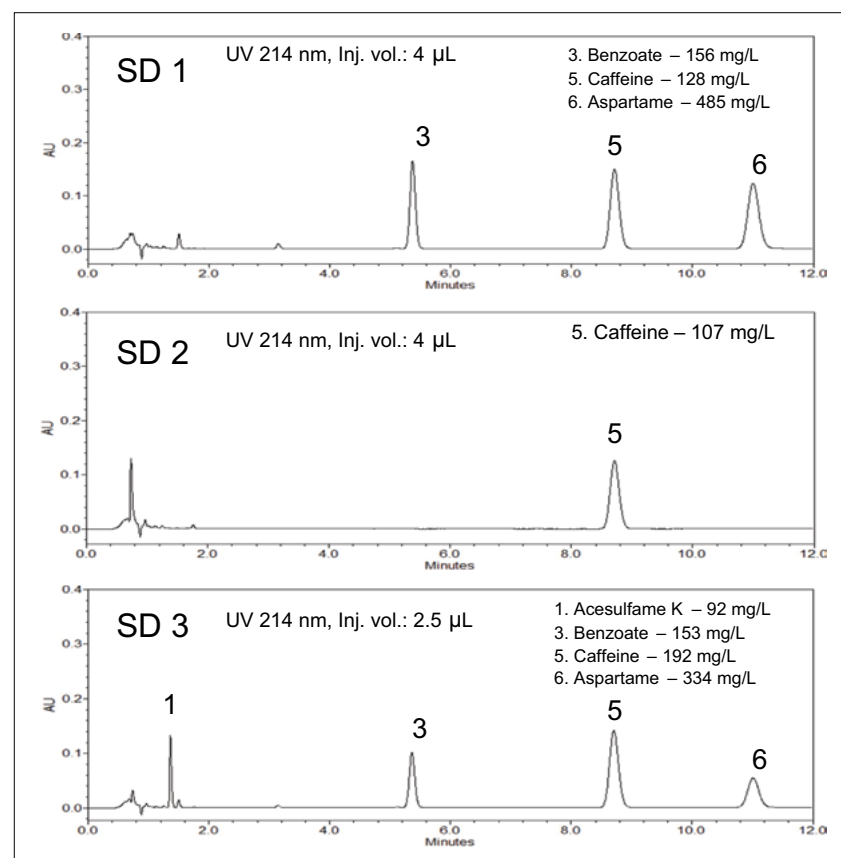 0.4
SD 1
UV 214 nm, Inj. vol.: 4 µL
3. Benzoate – 156 mg/L
5. Caffeine – 128 mg/L
6. Aspartame – 485 mg/L
0.3
0.2
AU
3
5
6
0.1
0.0
0.0 2.0 4.0 6.0 8.0 10.0 12.0
Minutes
0.4
SD 2
UV 214 nm, Inj. vol.: 4 µL
5. Caffeine – 107 mg/L
0.3
0.2
AU
5
0.1
0.0
0.0 2.0 4.0 6.0 8.0 10.0 12.0
Minutes
0.4
SD 3
UV 214 nm, Inj. vol.: 2.5 µL
1. Acesulfame K – 92 mg/L
3. Benzoate – 153 mg/L
5. Caffeine – 192 mg/L
6. Aspartame – 334 mg/L
0.3
0.2
AU
1
3
5
6
0.1
0.0
0.0 2.0 4.0 6.0 8.0 10.0 12.0
Minutes